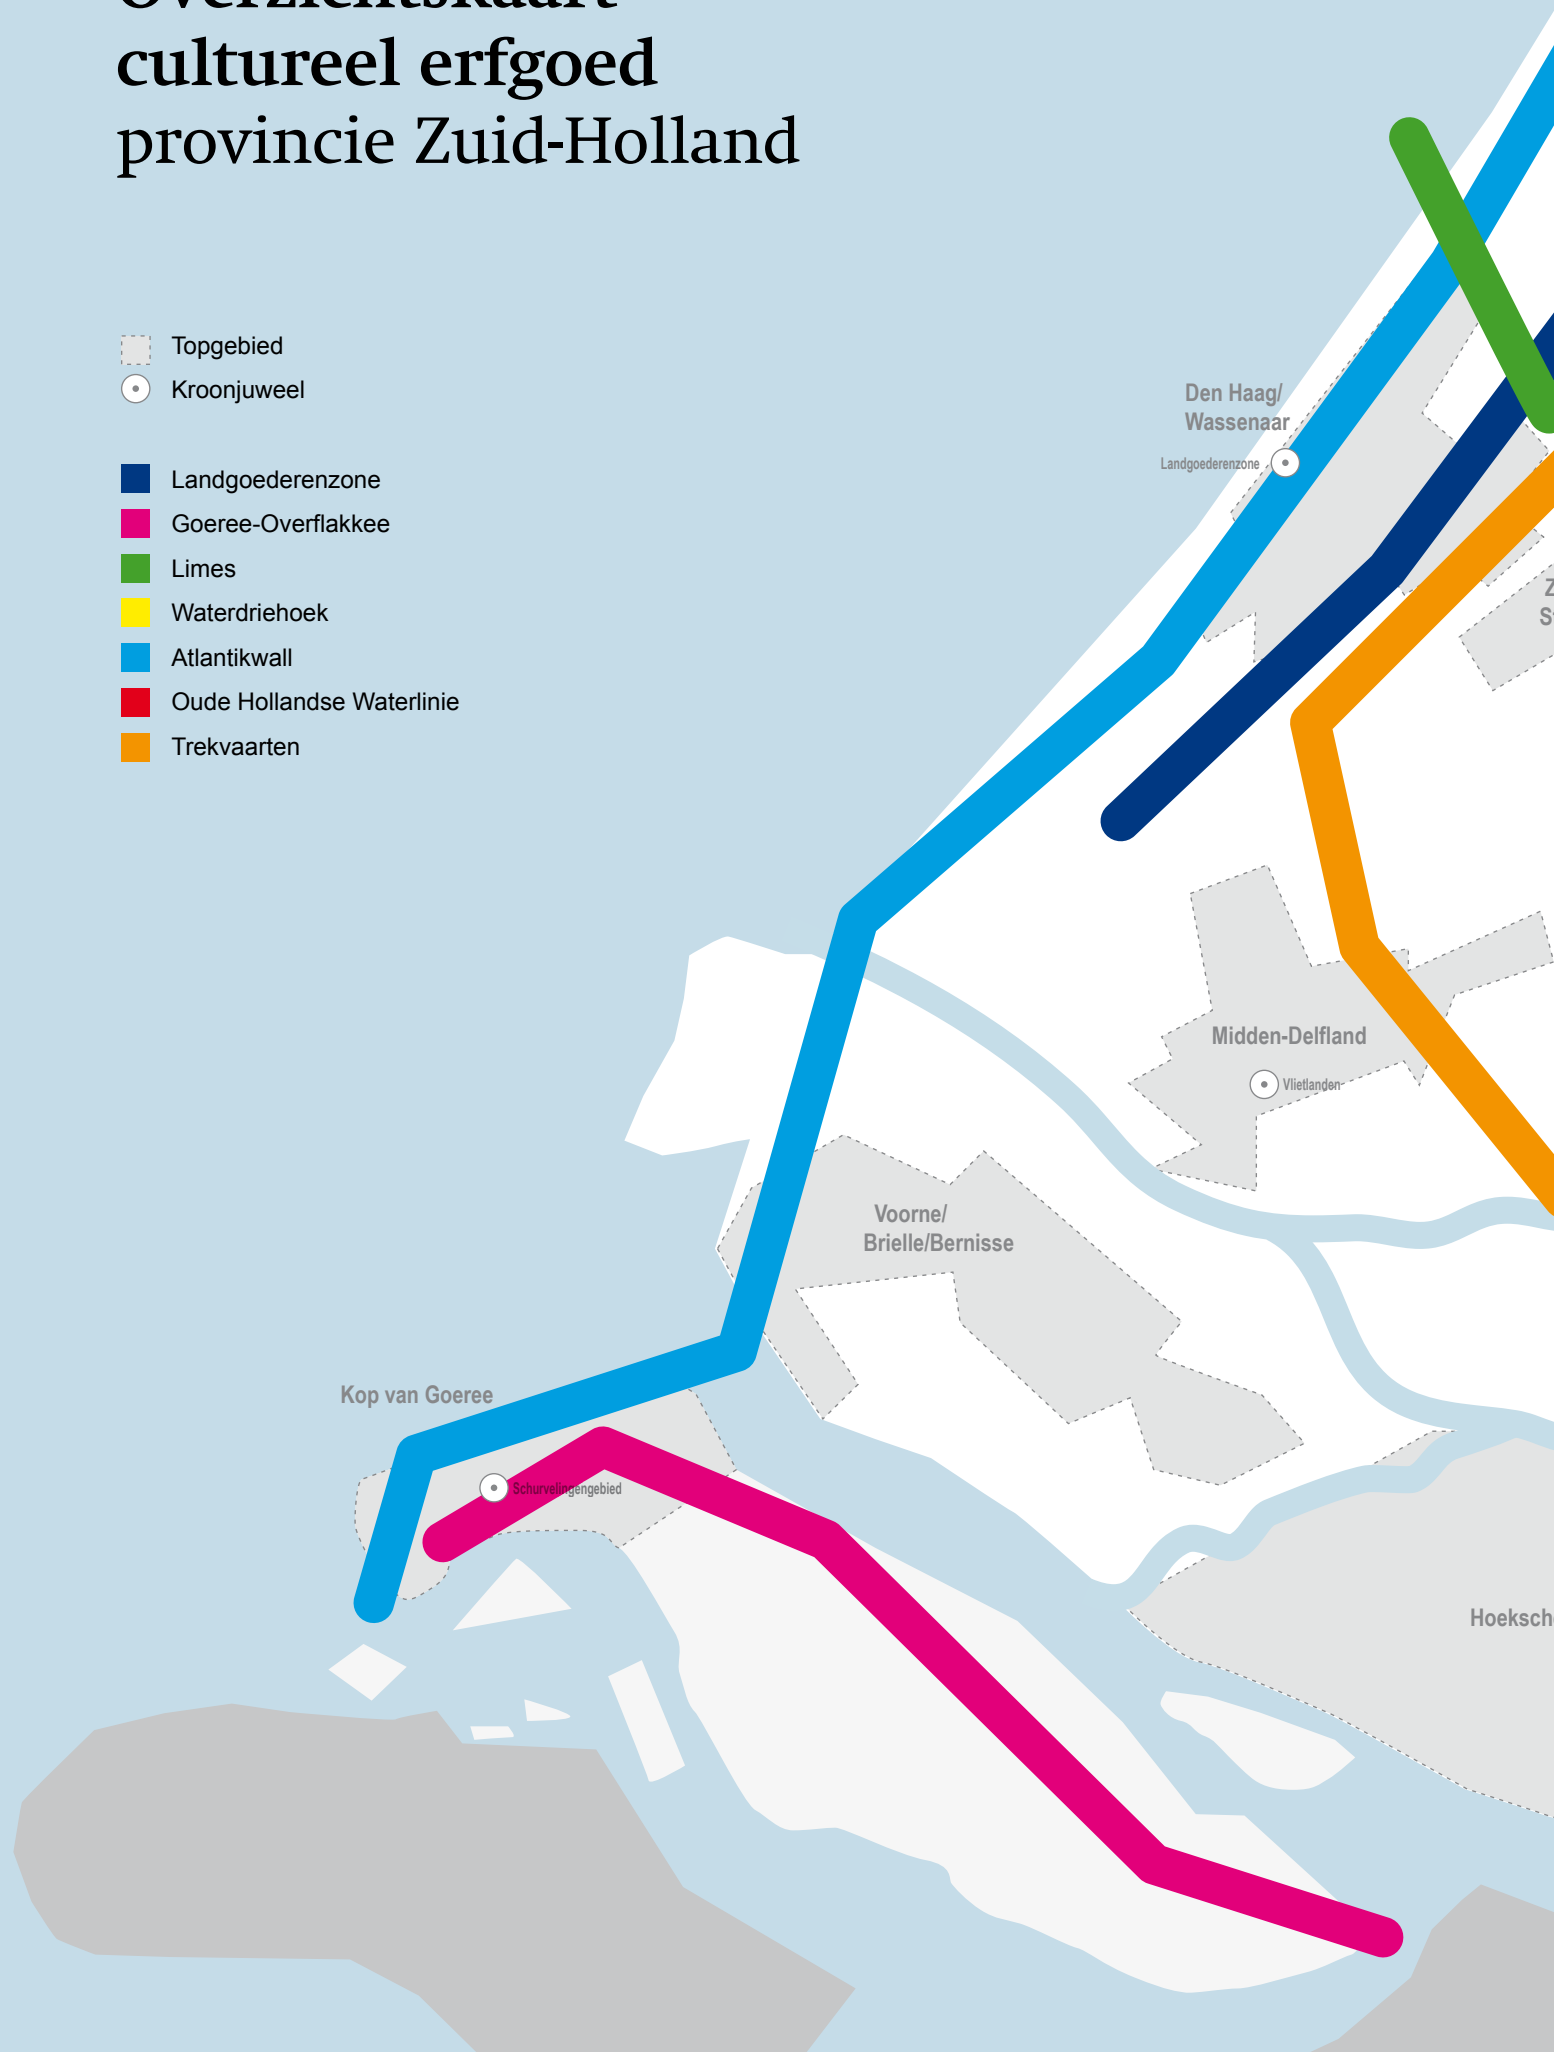 Overzichtskaart
cultureel erfgoed
provincie Zuid-Holland
Topgebied
Kroonjuweel
Landgoederenzone
Goeree-Overflakkee
Limes
Waterdriehoek
Atlantikwall
Oude Hollandse Waterlinie
Trekvaarten
Den Haag/
Wassenaar
Landgoederenzone
Midden-Delfland
Vlietlanden
Voorne/
Brielle/Bernisse
Kop van Goeree
Schurvelingengebied